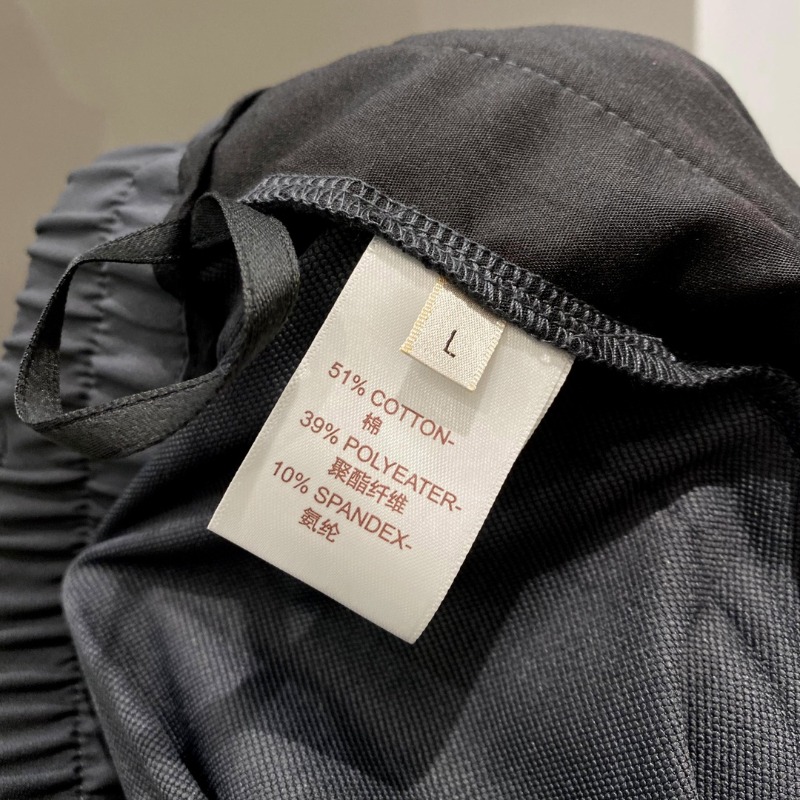 L
51% COTTON-
棉
39% POLYEATER-
聚酯纤维
10% SPANDEX-
氨纶